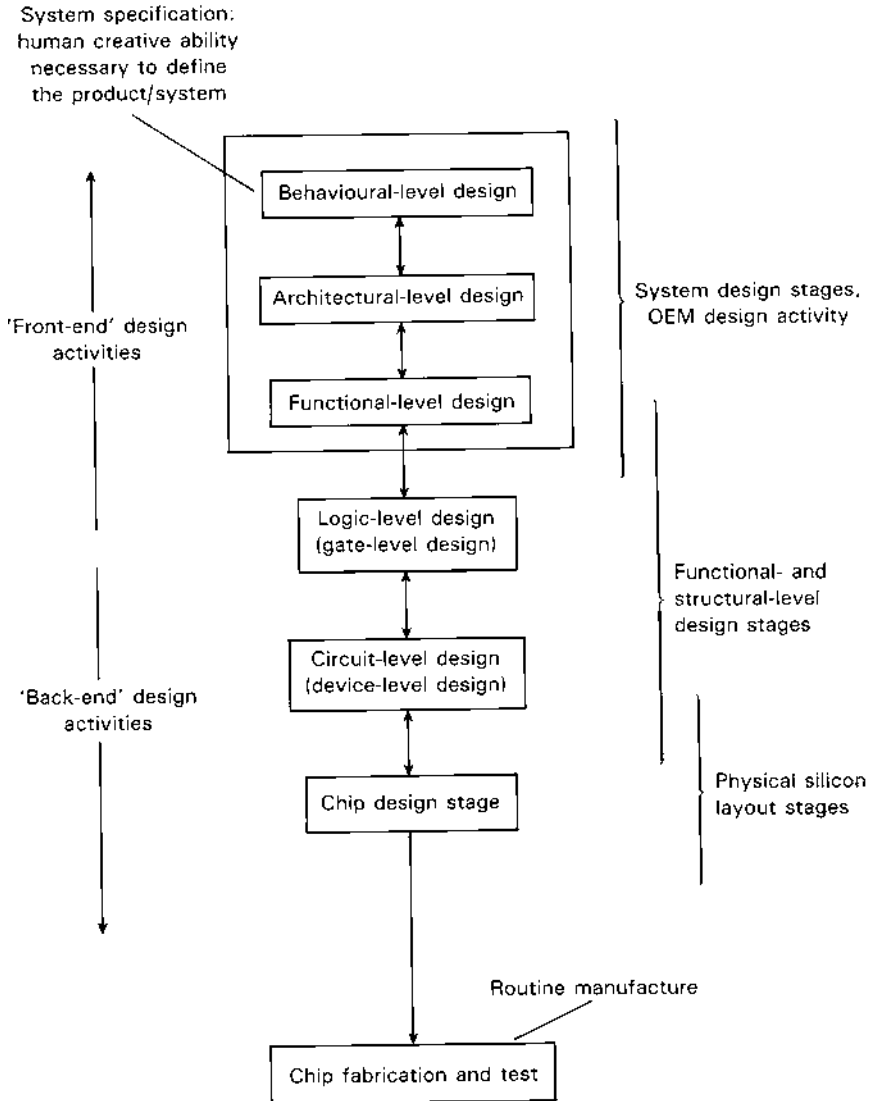 System specification:
human creative ability
necessary to define
the product/system
Behavioural-level design
Architectural-level design
System design stages,
OEM design activity
'Front-end' design
activities
Functional-level design
Logic-level design
(gate-level design)
Functional- and
structural-level
design stages
Circuit-level design
(device-level design)
'Back-end' design
activities
Chip design stage
Physical silicon
layout stages
Routine manufacture
Chip fabrication and test